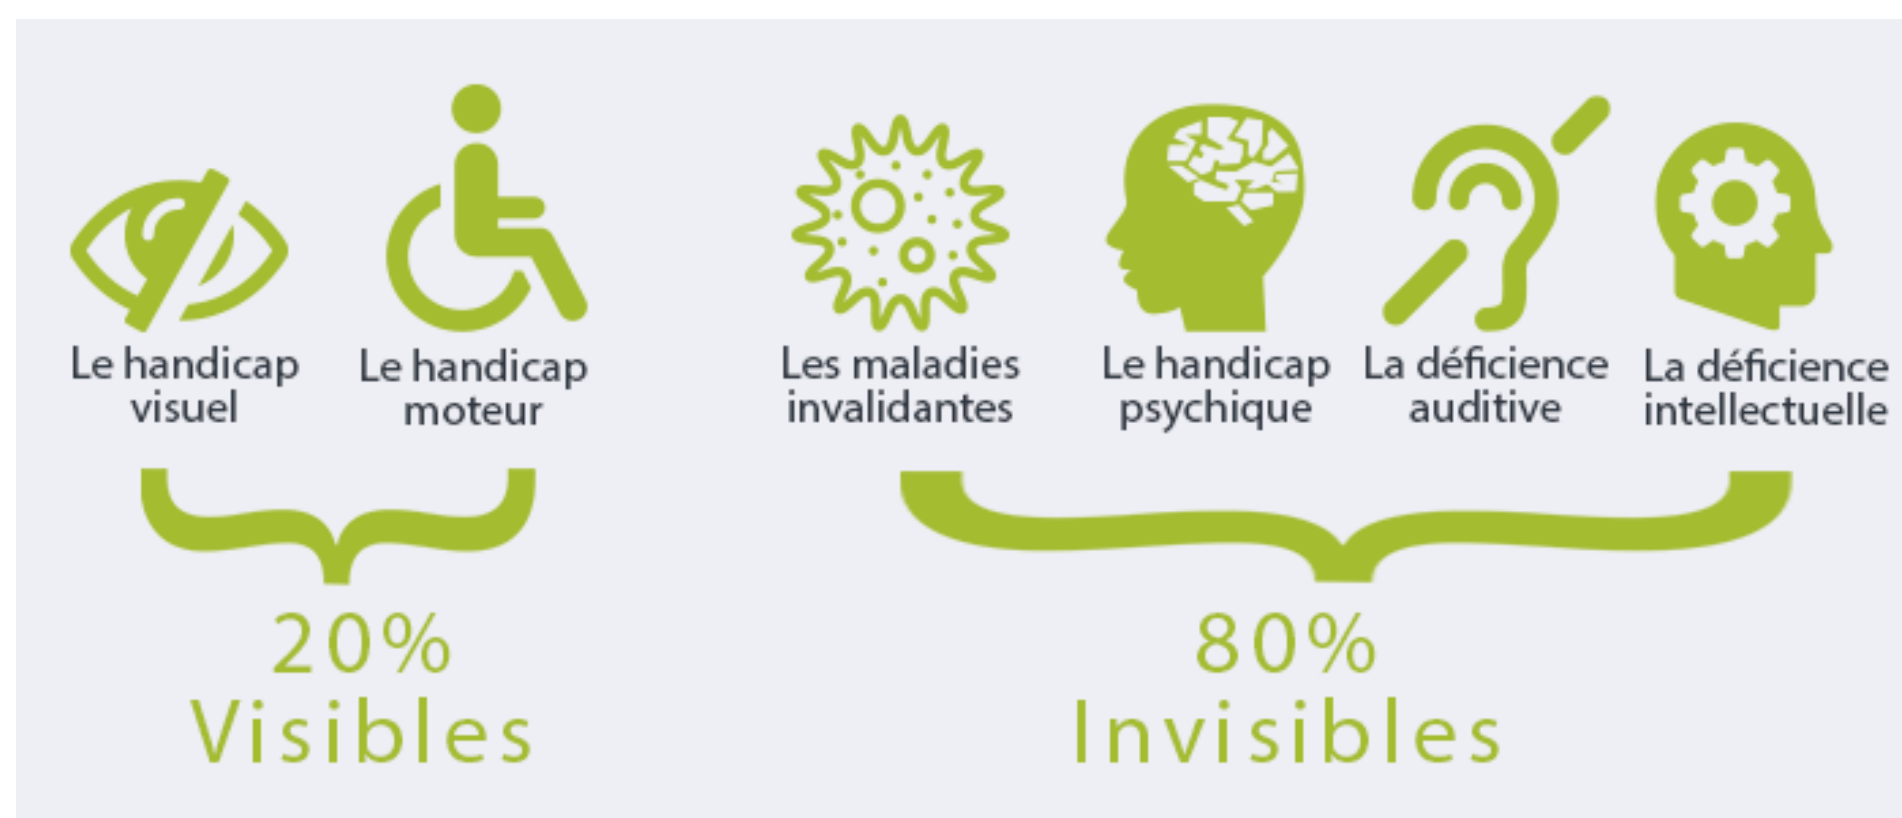 Le handicap
visuel
Le handicap
moteur
20%
Visibles
Les maladies
invalidantes
Le handicap
psychique
La déficience
auditive
La déficience
intellectuelle
80%
Invisibles